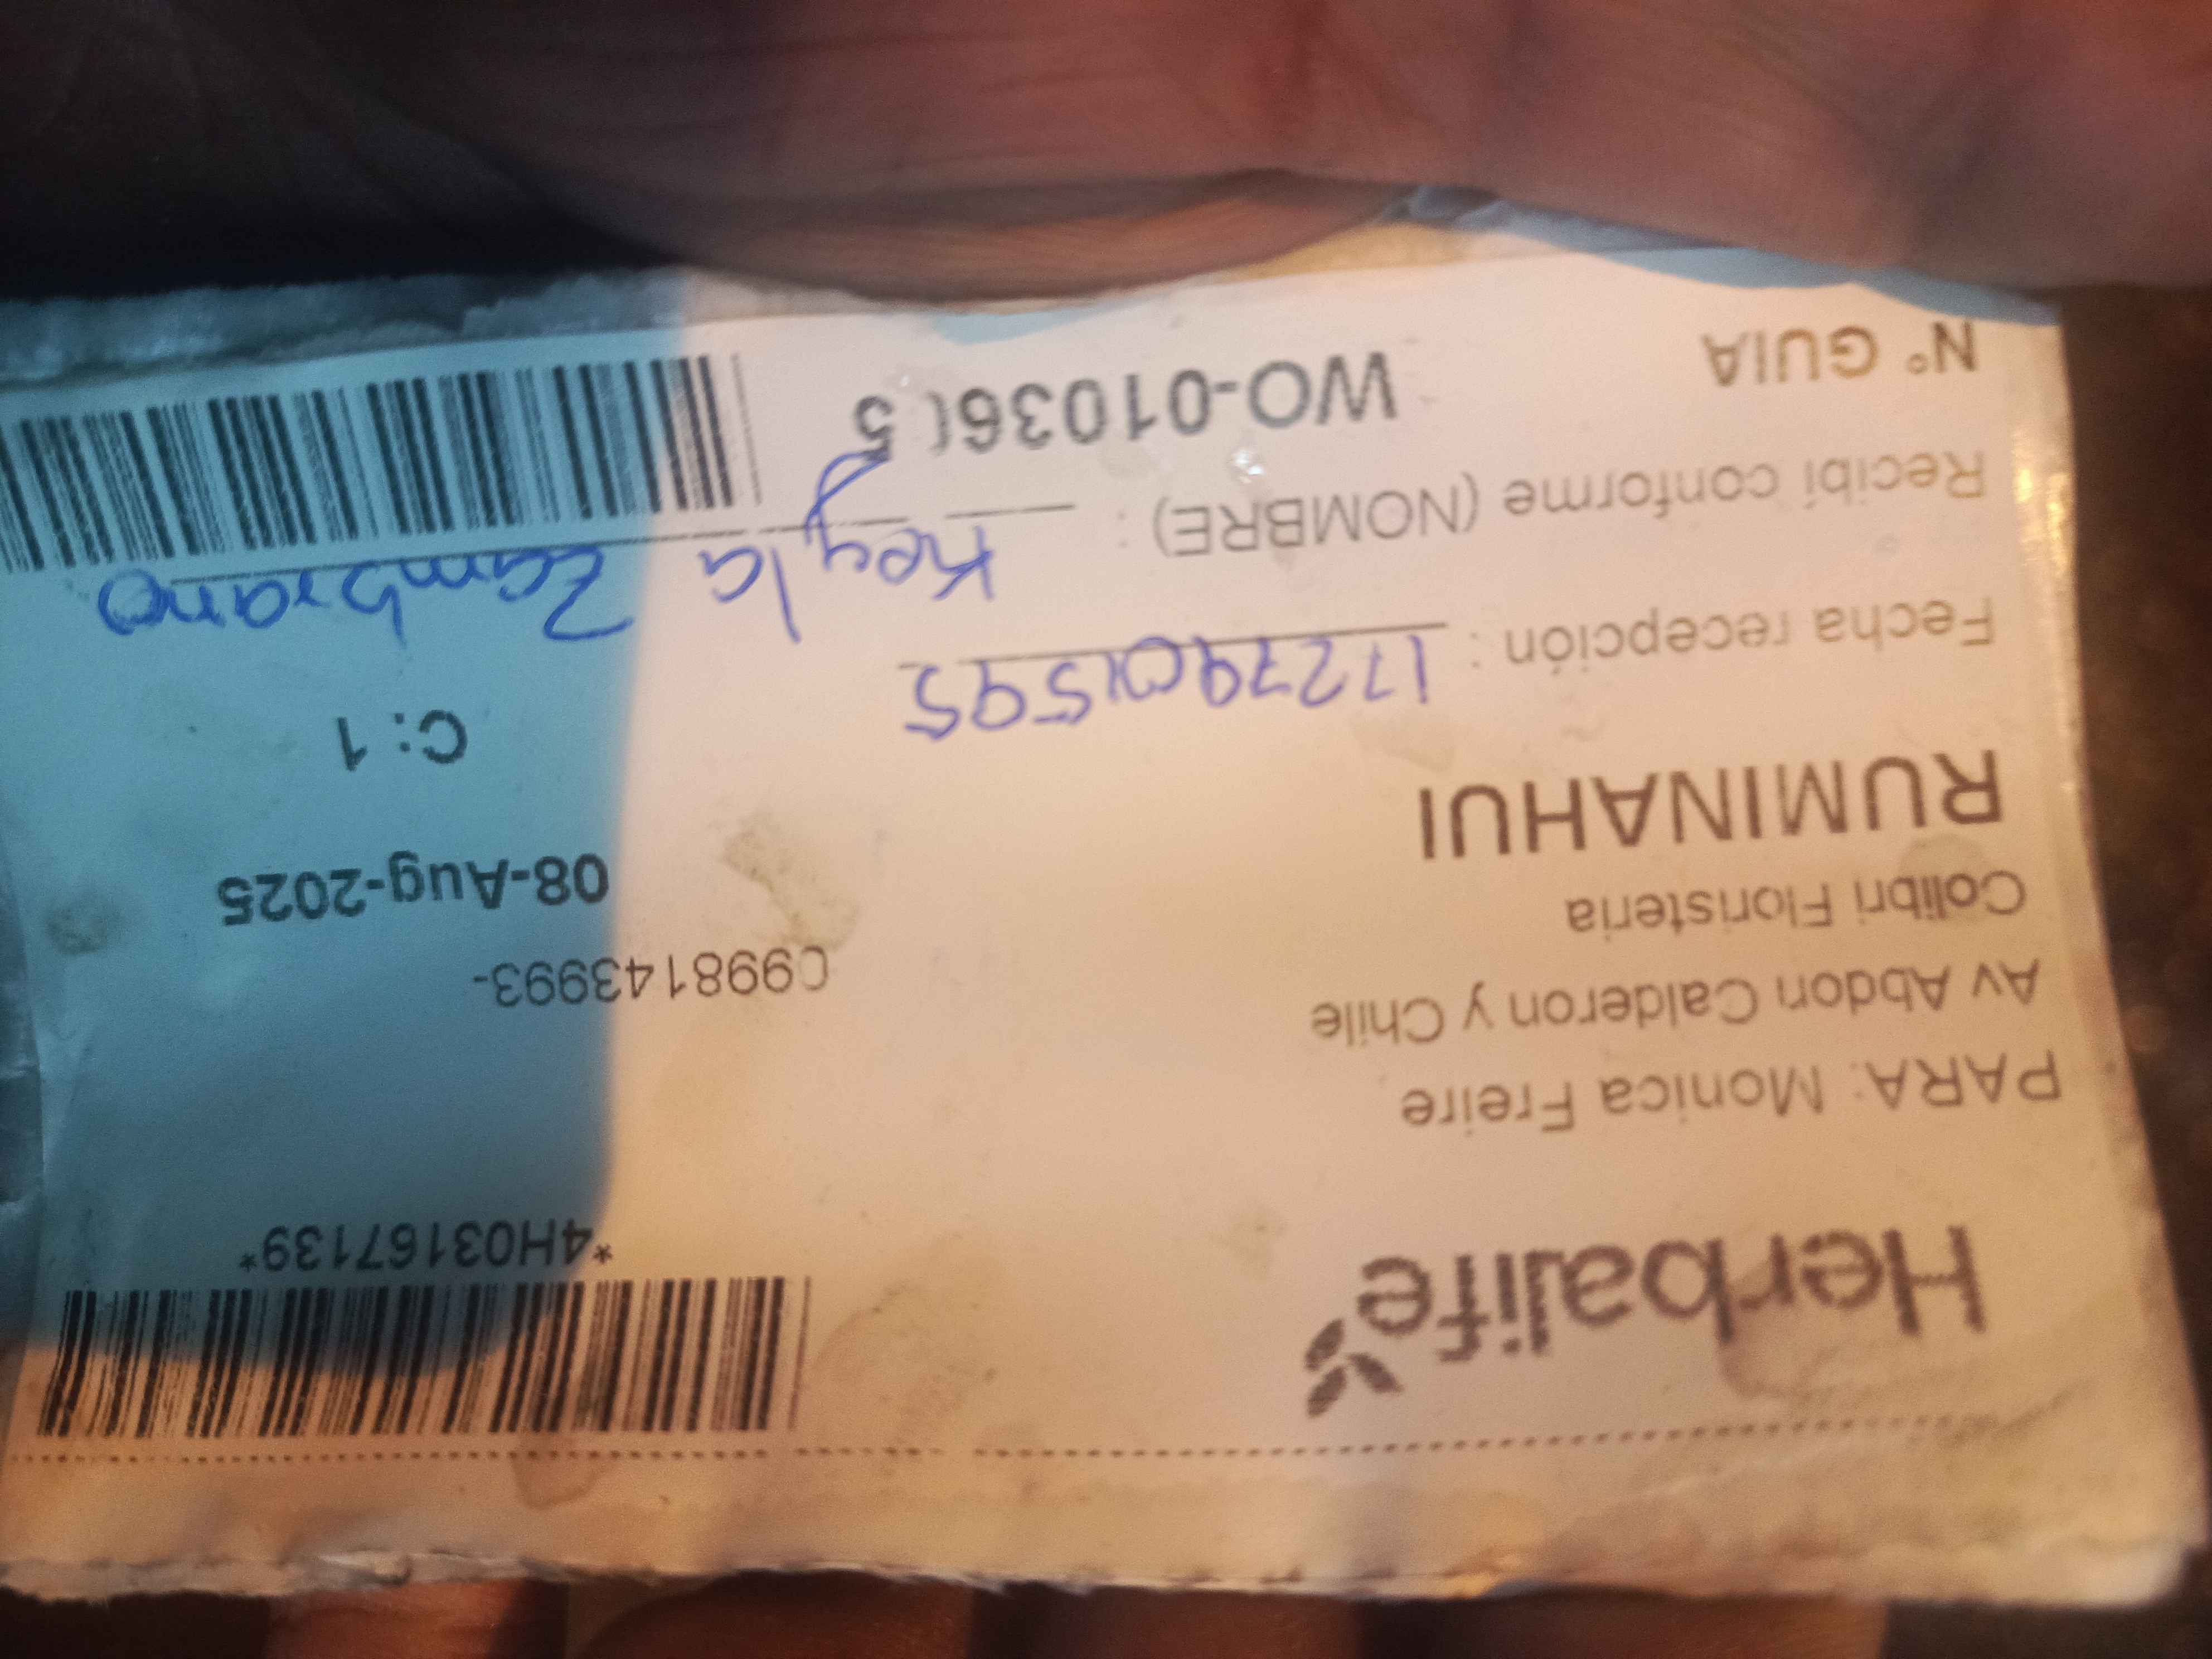 Herbalife
*4H03167139*
PARA: Monica Freire
Av Abdon Calderon y Chile
0998143993-
Colibri Floristeria
08-Aug-2025
RUMINAHUI
C: 1
Fecha recepción :
Recibí conforme (NOMBRE) : Keyla Zambrano
N° GUIA